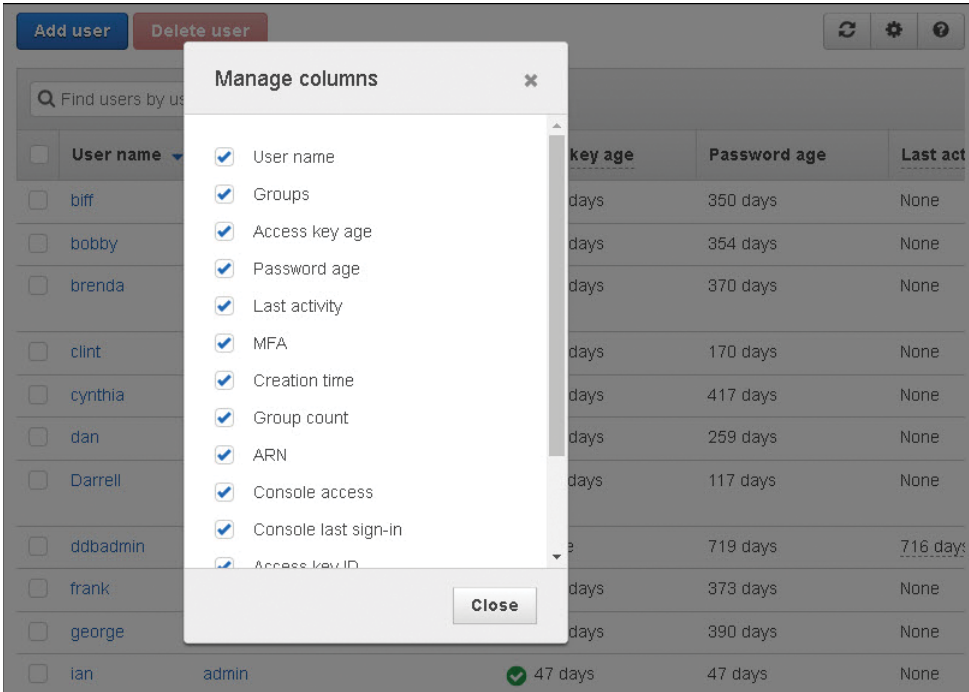 Add user Delete user
Manage columns
Find users by us
User name key age Password age Last act
User name
Groups
Access key age
Password age
Last activity
MFA
Creation time
Group count
ARN
Console access
Console last sign-in
Access key ID
Close
biff days 350 days None
bobby days 354 days None
brenda days 370 days None
clint days 170 days None
cynthia days 417 days None
dan days 259 days None
Darrell days 117 days None
ddbadmin 719 days 716 days
frank days 373 days None
george days 390 days None
ian admin 47 days 47 days None